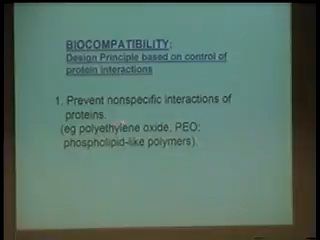 BIOCOMPATIBILITY:
Design Principle based on control of
protein interactions
1. Prevent nonspecific interactions of
proteins.
(eg polyethylene oxide, PEO;
phospholipid-like polymers).